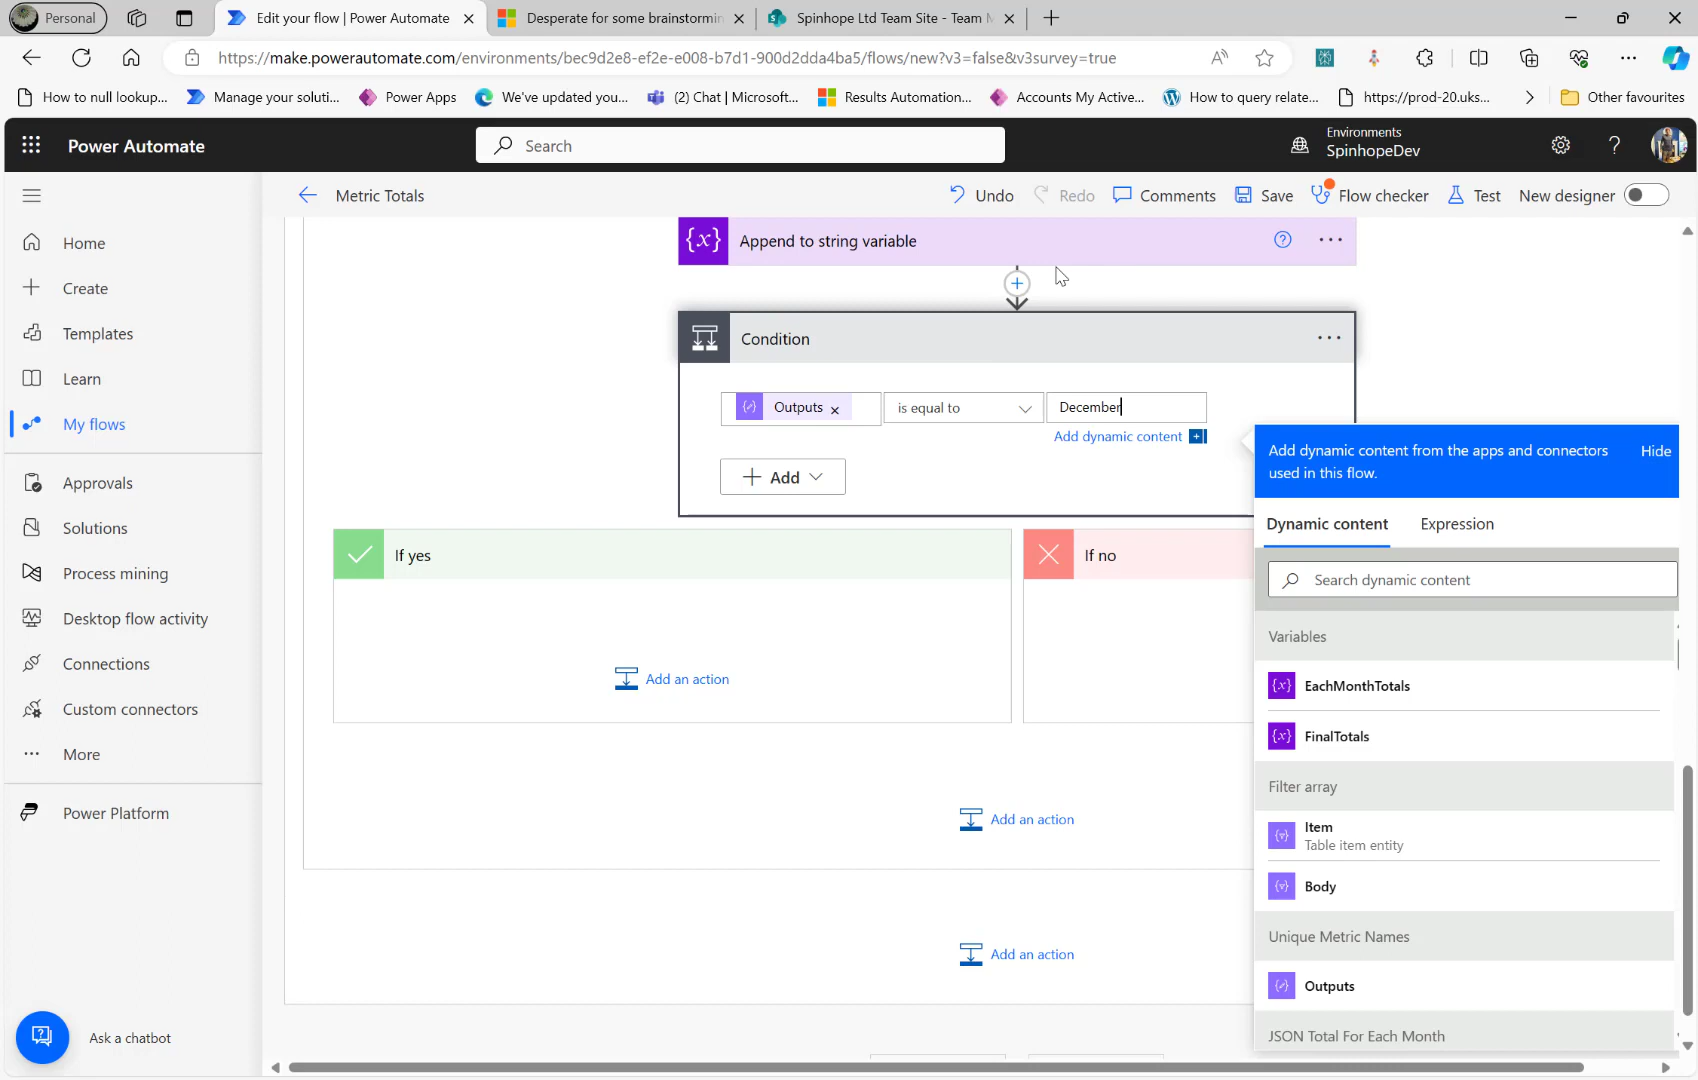 Personal
Edit your flow | Power Automate
Desperate for some brainstormin
Spinhope Ltd Team Site - Team M
https://make.powerautomate.com/environments/bec9d2e8-ef2e-e008-b7d1-900d2dda4ba5/flows/new?v3=false&v3survey=true
How to null lookup...
Manage your soluti...
Power Apps
We've updated you...
(2) Chat | Microsoft...
Results Automation...
Accounts My Active...
How to query relate...
https://prod-20.uks...
Other favourites
Power Automate
Search
Environments
SpinhopeDev
Metric Totals
Undo
Redo
Comments
Save
Flow checker
Test
New designer
Home
Create
Templates
Learn
My flows
Approvals
Solutions
Process mining
Desktop flow activity
Connections
Custom connectors
More
Power Platform
Ask a chatbot
Append to string variable
Condition
Outputs
is equal to
December
Add dynamic content
Add
If yes
Add an action
If no
Add an action
Add an action
Add dynamic content from the apps and connectors
used in this flow.
Hide
Dynamic content
Expression
Search dynamic content
Variables
EachMonthTotals
FinalTotals
Filter array
Item
Table item entity
Body
Unique Metric Names
Outputs
JSON Total For Each Month